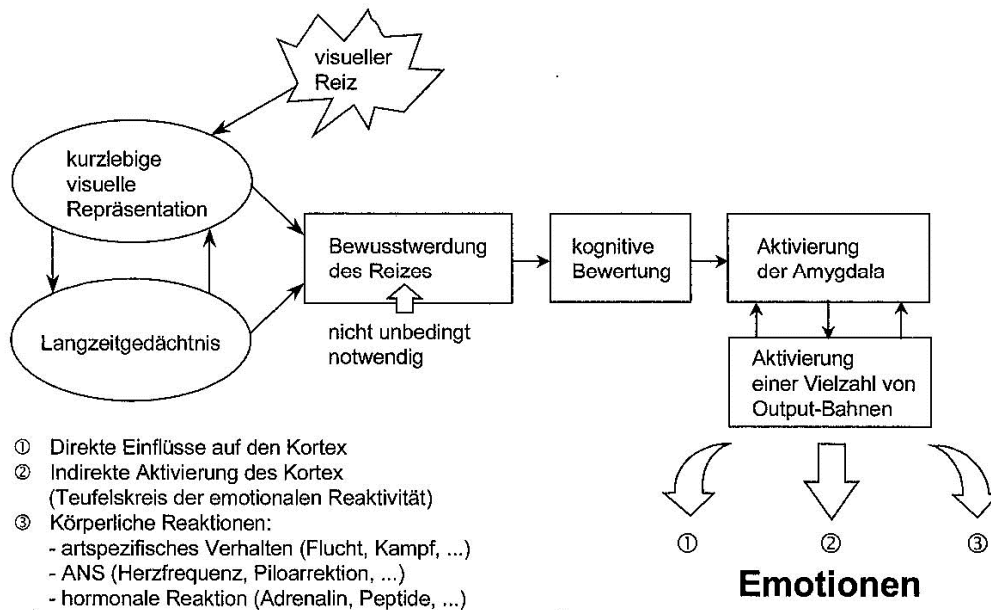 visueller
Reiz
kurzlebige
visuelle
Repräsentation
Langzeitgedächtnis
Bewusstwerdung
des Reizes
nicht unbedingt
notwendig
kognitive
Bewertung
Aktivierung
der Amygdala
Aktivierung
einer Vielzahl von
Output-Bahnen
① Direkte Einflüsse auf den Kortex
② Indirekte Aktivierung des Kortex
(Teufelskreis der emotionalen Reaktivität)
③ Körperliche Reaktionen:
- artspezifisches Verhalten (Flucht, Kampf, ...)
- ANS (Herzfrequenz, Piloarrektion, ...)
- hormonale Reaktion (Adrenalin, Peptide, ...)
① ② ③
Emotionen